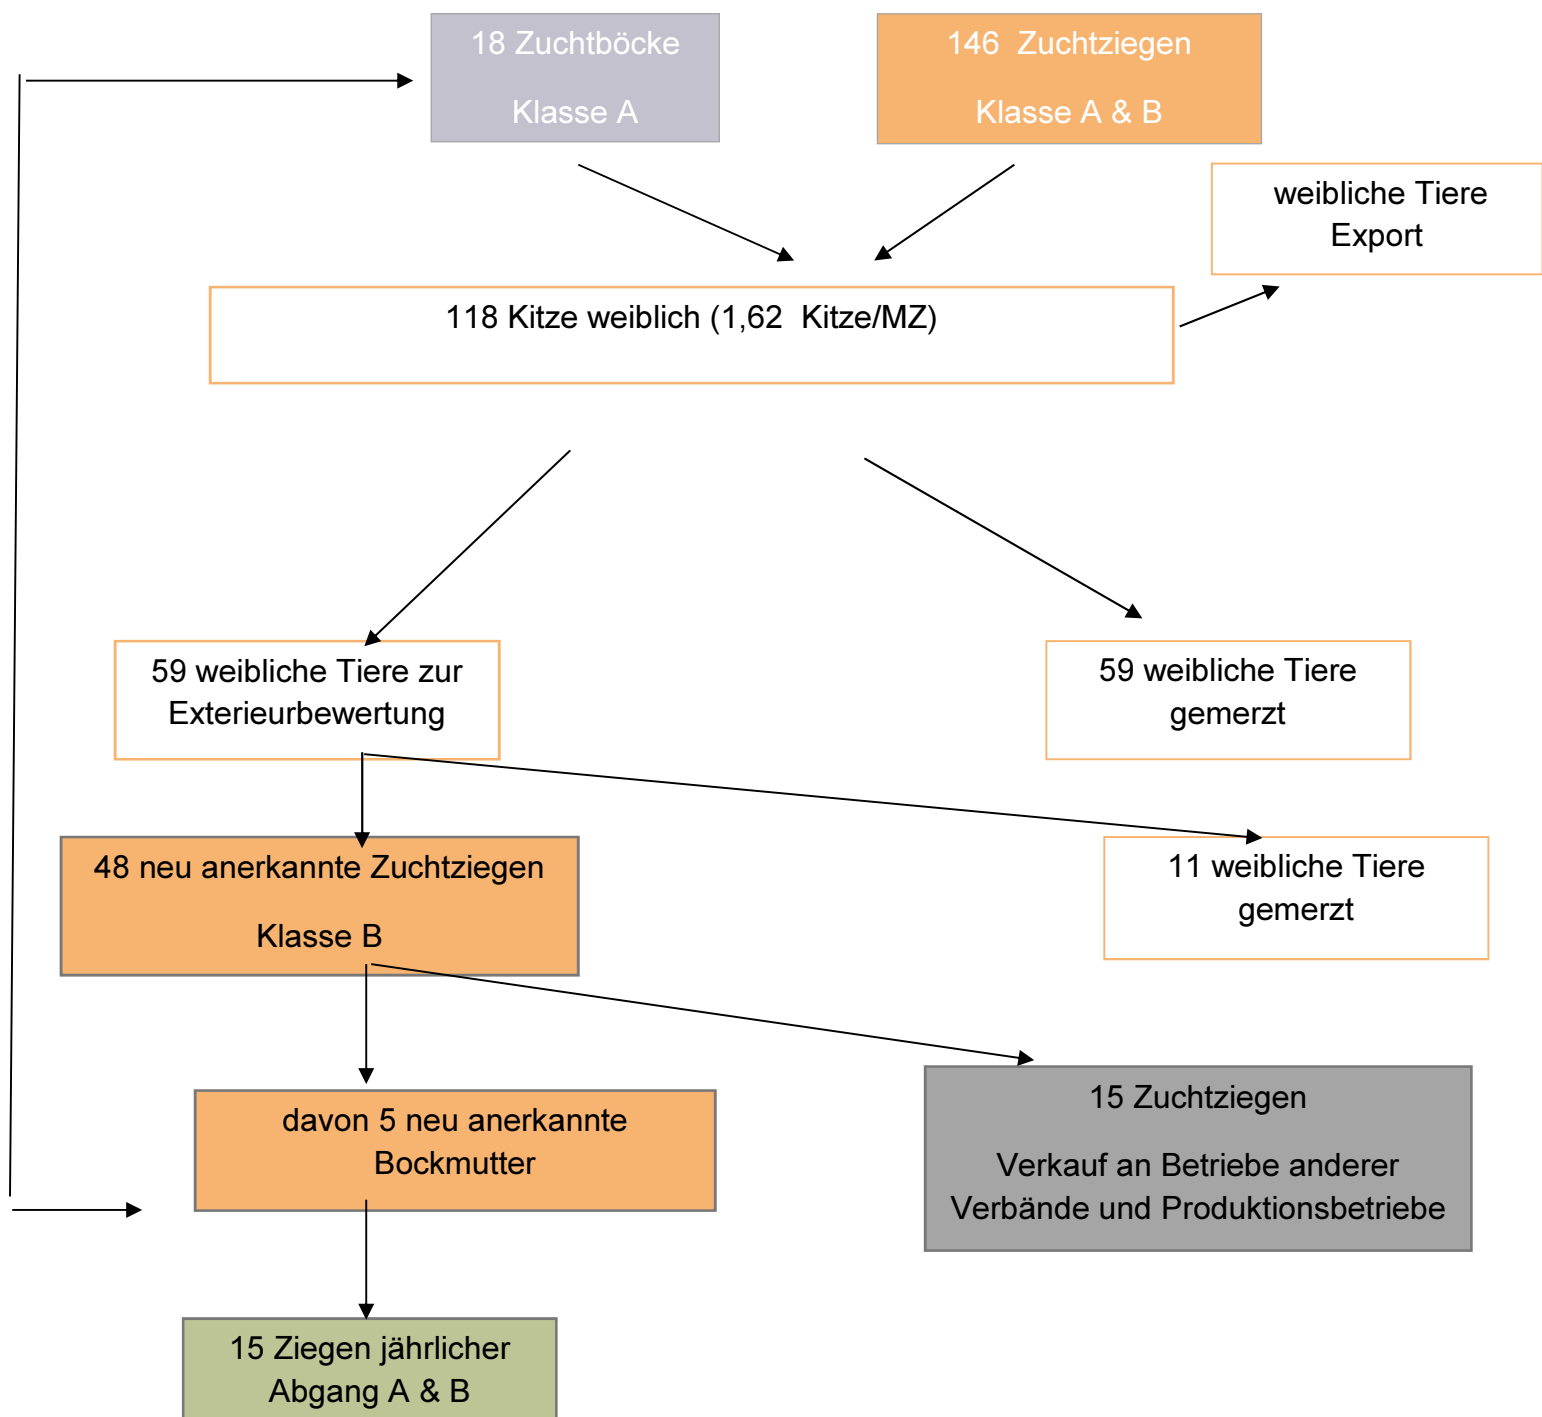 18 Zuchtböcke
Klasse A
146 Zuchtziegen
Klasse A & B
weibliche Tiere
Export
118 Kitze weiblich (1,62 Kitze/MZ)
59 weibliche Tiere zur
Exterieurbewertung
59 weibliche Tiere
gemerzt
48 neu anerkannte Zuchtziegen
Klasse B
11 weibliche Tiere
gemerzt
davon 5 neu anerkannte
Bockmutter
15 Zuchtziegen
Verkauf an Betriebe anderer
Verbände und Produktionsbetriebe
15 Ziegen jährlicher
Abgang A & B